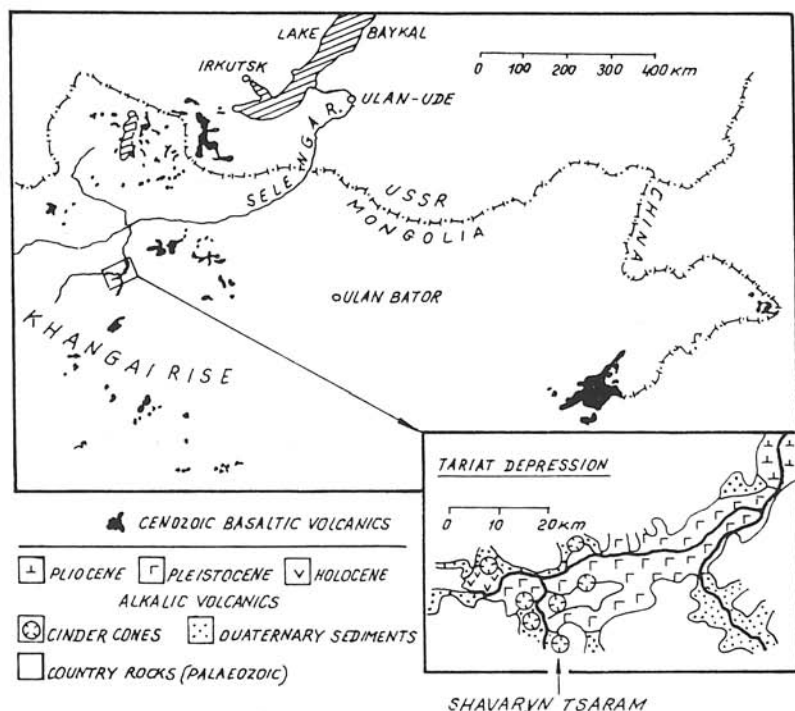 LAKE BAYKAL
IRKUTSK
0 100 200 300 400 KM
ULAN-UDE
SELENGA R.
USSR
MONGOLIA
CHINA
ULAN BATOR
KHANGAI RISE
TARIAT DEPRESSION
0 10 20 KM
CENOZOIC BASALTIC VOLCANICS
PLIOCENE PLEISTOCENE HOLOCENE
ALKALIC VOLCANICS
CINDER CONES QUATERNARY SEDIMENTS
COUNTRY ROCKS (PALAEOZOIC)
SHAVARYN TSARAM